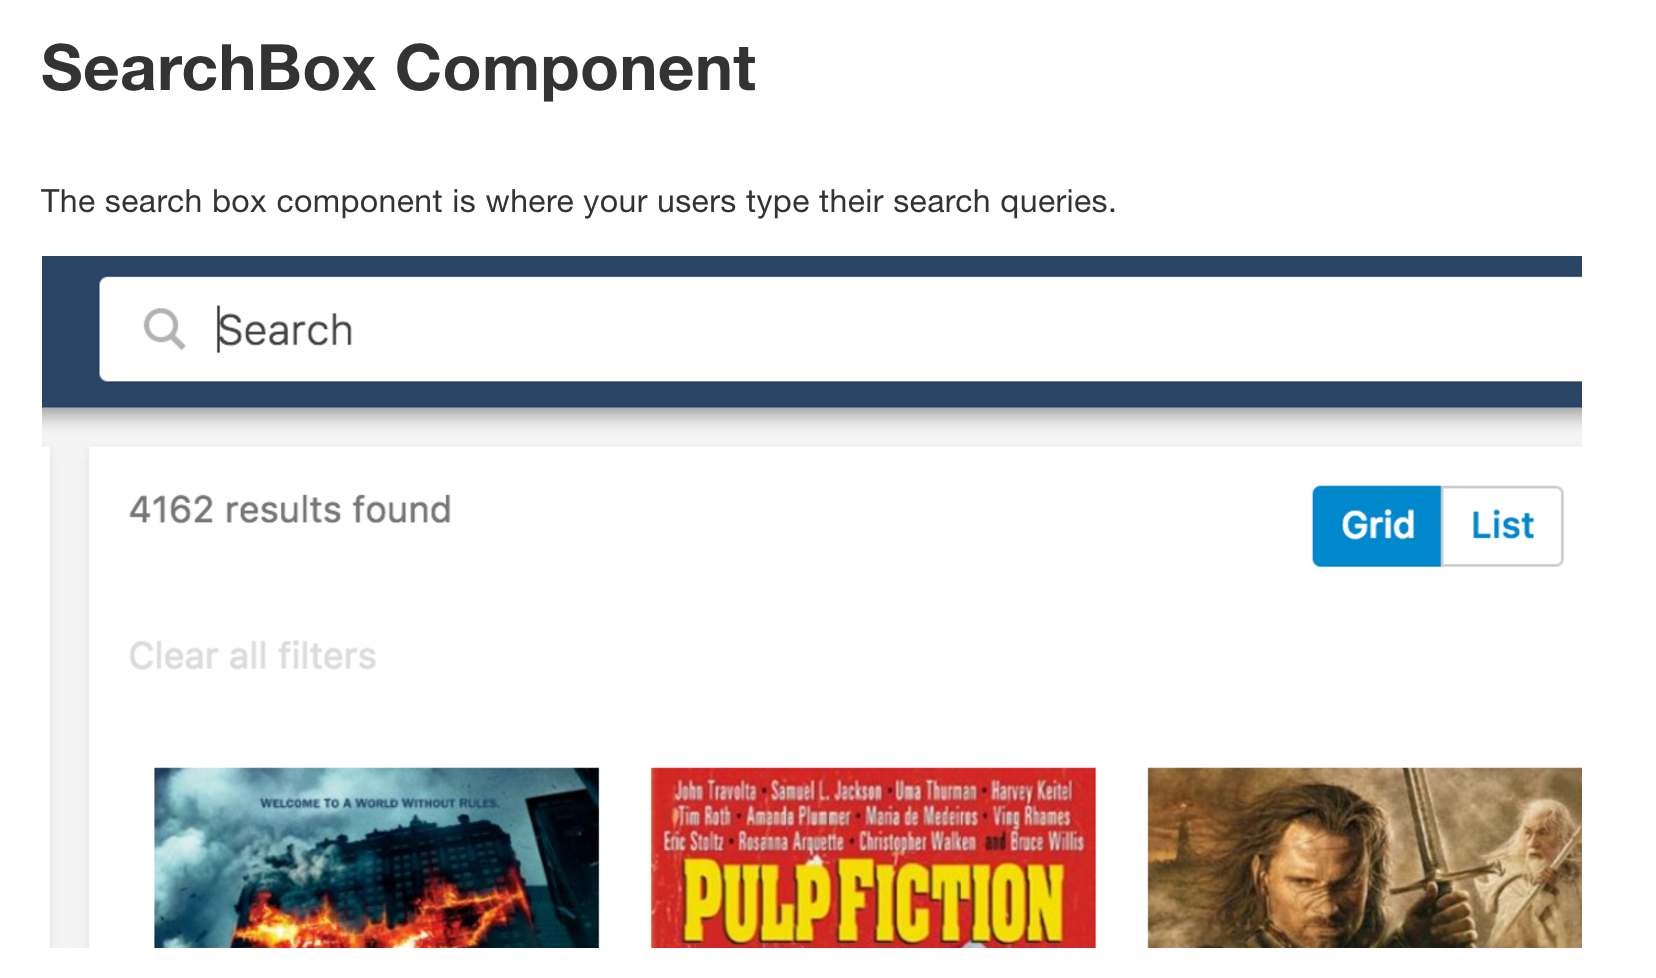 SearchBox Component
The search box component is where your users type their search queries.
Search
4162 results found
Grid List
Clear all filters
WELCOME TO A WORLD WITHOUT RULES.
John Travolta • Samuel L. Jackson • Uma Thurman • Harvey Keitel
Tim Roth • Amanda Plummer • Maria de Medeiros • Ving Rhames
Eric Stoltz • Rosanna Arquette • Christopher Walken and Bruce Willis
PULP FICTION